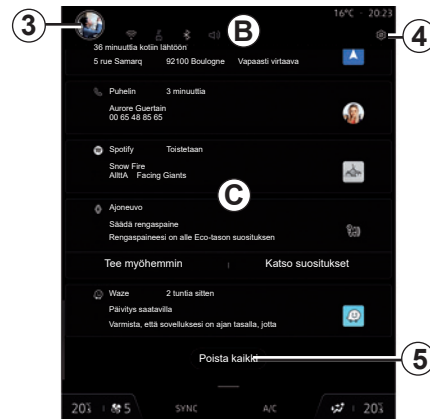 3
16°C · 20:23
B
4
36 minuuttia kotiin lähtöön
5 rue Samarq 92100 Boulogne Vapaasti virtaava
Puhelin 3 minuuttia
Aurore Guertain
00 65 48 85 65
Spotify Toistetaan
Snow Fire
AllttA Facing Giants
C
Ajoneuvo
Säädä rengaspaine
Rengaspaineesi on alle Eco-tason suosituksen
Tee myöhemmin Katso suositukset
Waze 2 tuntia sitten
Päivitys saatavilla
Varmista, että sovelluksesi on ajan tasalla, jotta
Poista kaikki
5
5 SYNC A/C